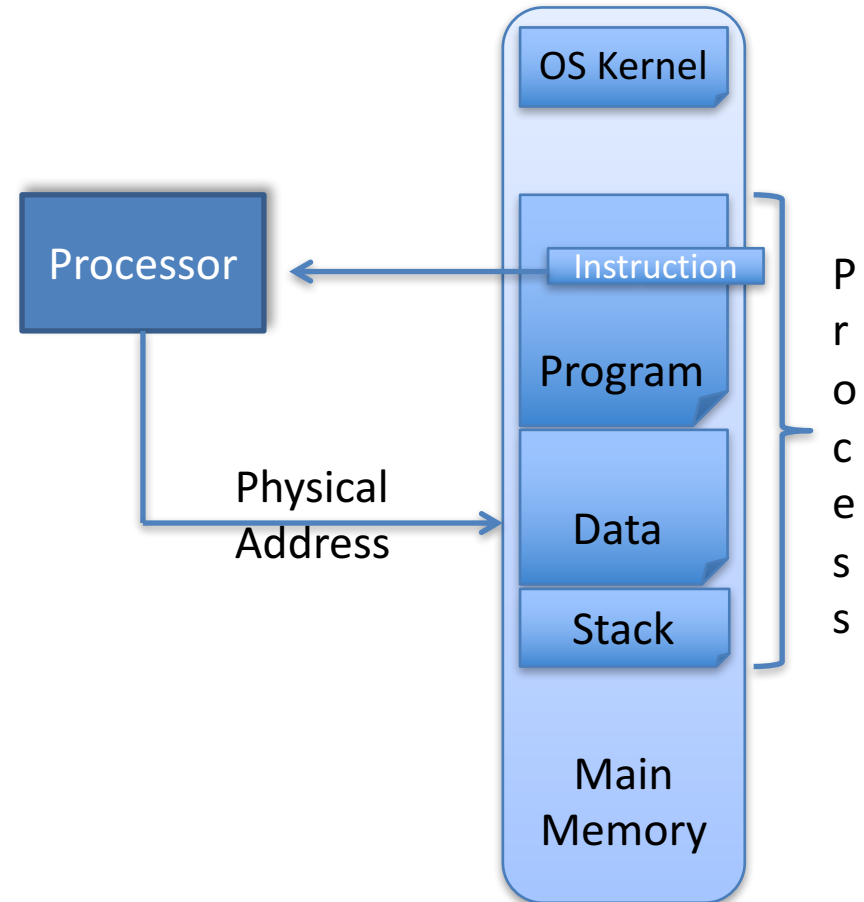 OS Kernel
Processor
Instruction
Program
Physical
Address
Data
Stack
Main
Memory
P
r
o
c
e
s
s